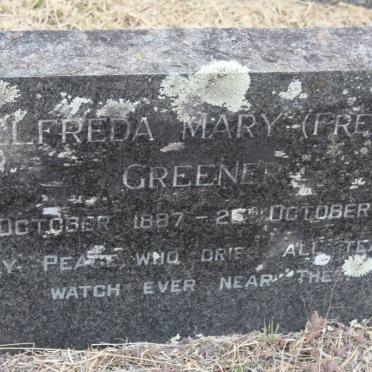 LFREDA MARY (FRE
GREENE
OCTOBER 1887 - 2 OCTOBER
PEACE WHO DRIE ALL TE
WATCH EVER NEAR THE